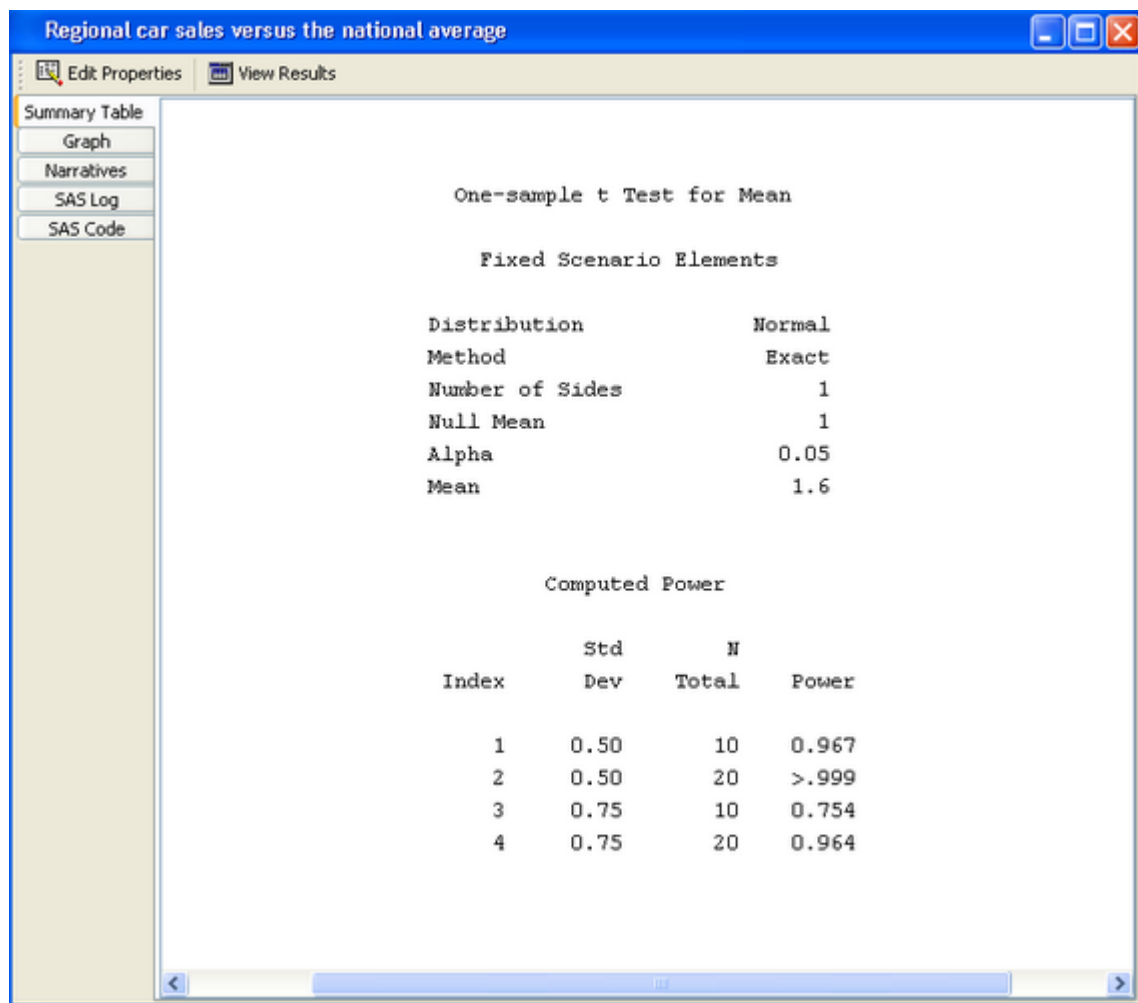 Regional car sales versus the national average
Edit Properties View Results
Summary Table
Graph
Narratives
SAS Log
SAS Code
One-sample t Test for Mean
Fixed Scenario Elements
Distribution Normal
Method Exact
Number of Sides 1
Null Mean 1
Alpha 0.05
Mean 1.6
Computed Power
Std N
Index Dev Total Power
1 0.50 10 0.967
2 0.50 20 >.999
3 0.75 10 0.754
4 0.75 20 0.964